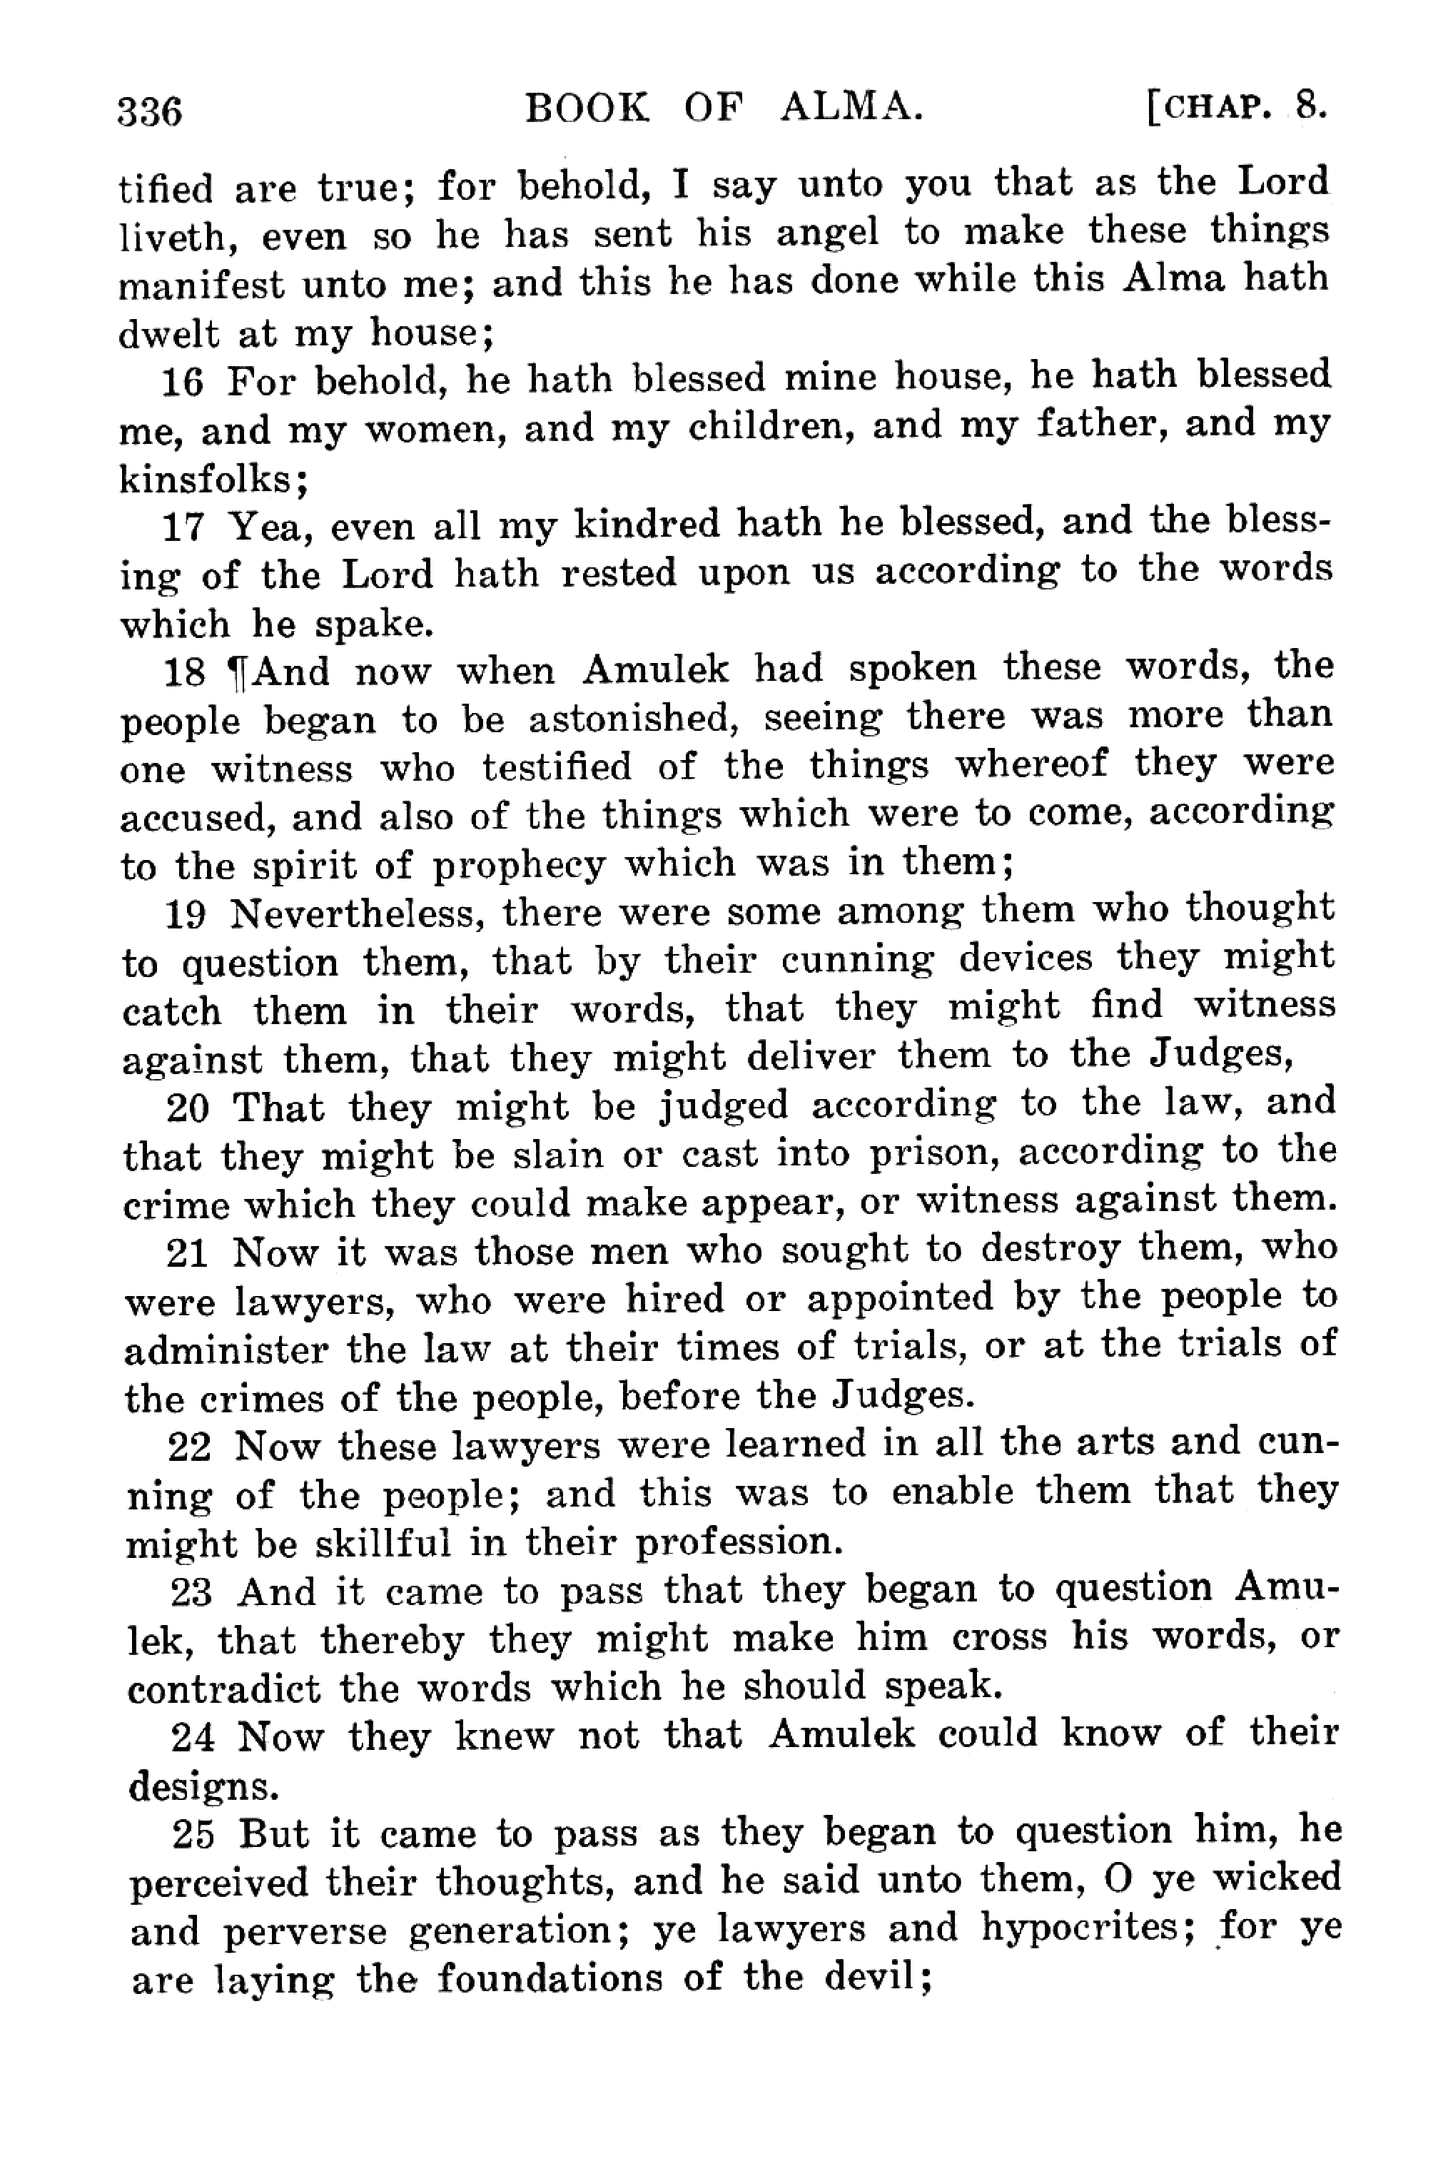 336 BOOK OF ALMA. [CHAP. 8.
tified are true; for behold, I say unto you that as the Lord
liveth, even so he has sent his angel to make these things
manifest unto me; and this he has done while this Alma hath
dwelt at my house;
16 For behold, he hath blessed mine house, he hath blessed
me, and my women, and my children, and my father, and my
kinsfolks;
17 Yea, even all my kindred hath he blessed, and the bless-
ing of the Lord hath rested upon us according to the words
which he spake.
18 ¶And now when Amulek had spoken these words, the
people began to be astonished, seeing there was more than
one witness who testified of the things whereof they were
accused, and also of the things which were to come, according
to the spirit of prophecy which was in them;
19 Nevertheless, there were some among them who thought
to question them, that by their cunning devices they might
catch them in their words, that they might find witness
against them, that they might deliver them to the Judges,
20 That they might be judged according to the law, and
that they might be slain or cast into prison, according to the
crime which they could make appear, or witness against them.
21 Now it was those men who sought to destroy them, who
were lawyers, who were hired or appointed by the people to
administer the law at their times of trials, or at the trials of
the crimes of the people, before the Judges.
22 Now these lawyers were learned in all the arts and cun-
ning of the people; and this was to enable them that they
might be skillful in their profession.
23 And it came to pass that they began to question Amu-
lek, that thereby they might make him cross his words, or
contradict the words which he should speak.
24 Now they knew not that Amulek could know of their
designs.
25 But it came to pass as they began to question him, he
perceived their thoughts, and he said unto them, O ye wicked
and perverse generation; ye lawyers and hypocrites; for ye
are laying the foundations of the devil;